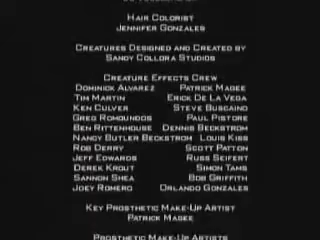 Hair Colorist
Jennifer Gonzales
Creatures Designed and Created by
Sandy Collora Studios
Creature Effects Crew
Dominick Alvarez Patrick Magee
Tim Martin Erick De La Vega
Ken Culver Steve Buscaino
Greg Romoundos Paul Pistore
Ben Rittenhouse Dennis Beckstrom
Nancy Butler Beckstrom Louis Kiss
Rob Derry Scott Patton
Jeff Edwards Russ Seifert
Derek Krout Simon Tams
Sannon Shea Bob Griffith
Joey Romero Orlando Gonzales
Key Prosthetic Make-Up Artist
Patrick Magee
Prosthetic Make-Up Artists